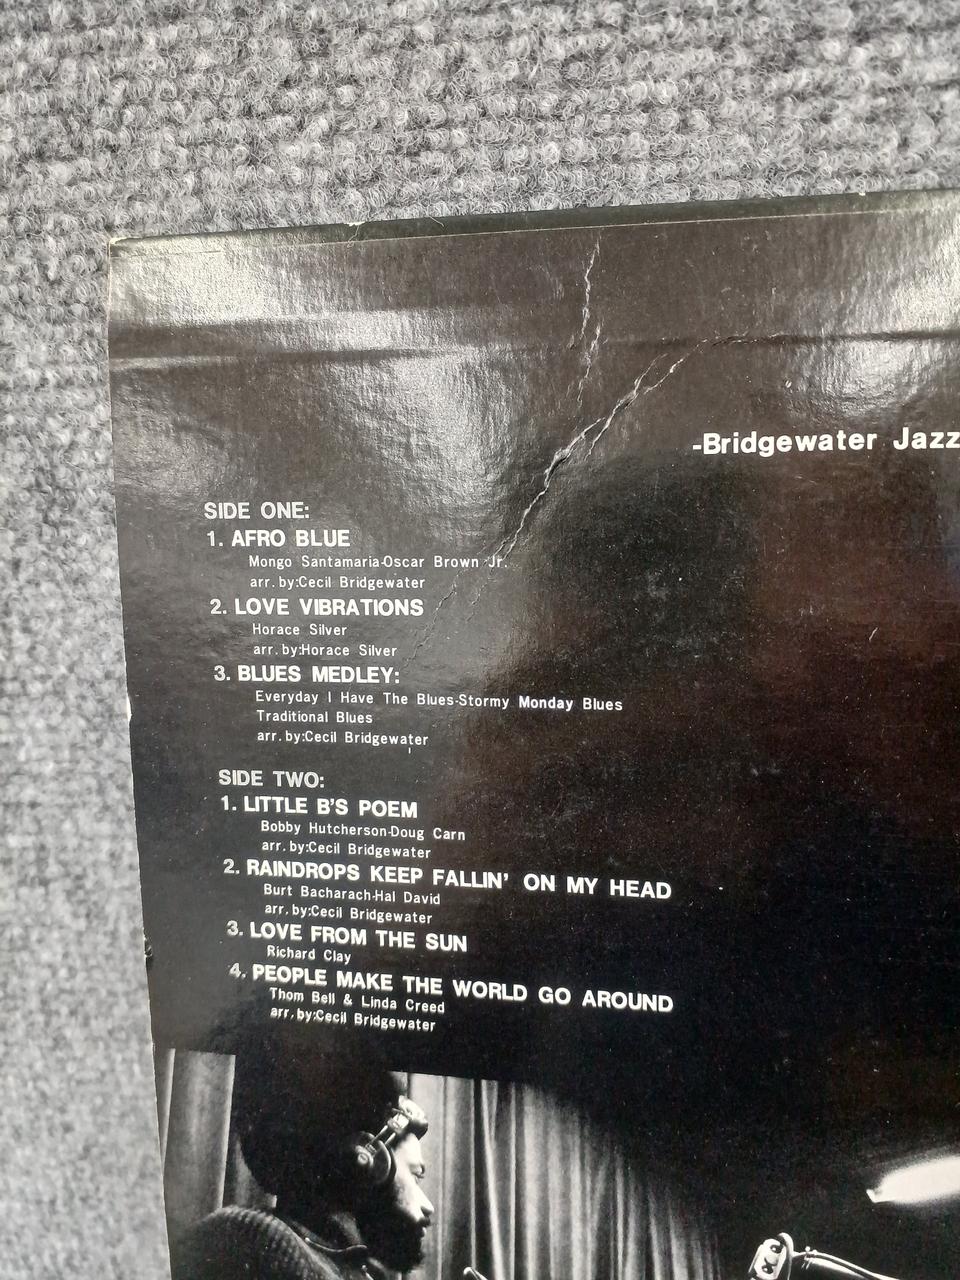 -Bridgewater Jazz
SIDE ONE:
1. AFRO BLUE
Mongo Santamaria-Oscar Brown Jr.
arr. by:Cecil Bridgewater
2. LOVE VIBRATIONS
Horace Silver
arr. by:Horace Silver
3. BLUES MEDLEY:
Everyday I Have The Blues-Stormy Monday Blues
Traditional Blues
arr. by:Cecil Bridgewater
SIDE TWO:
1. LITTLE B'S POEM
Bobby Hutcherson-Doug Carn
arr. by:Cecil Bridgewater
2. RAINDROPS KEEP FALLIN' ON MY HEAD
Burt Bacharach-Hal David
arr. by:Cecil Bridgewater
3. LOVE FROM THE SUN
Richard Clay
4. PEOPLE MAKE THE WORLD GO AROUND
Thom Bell & Linda Creed
arr. by:Cecil Bridgewater